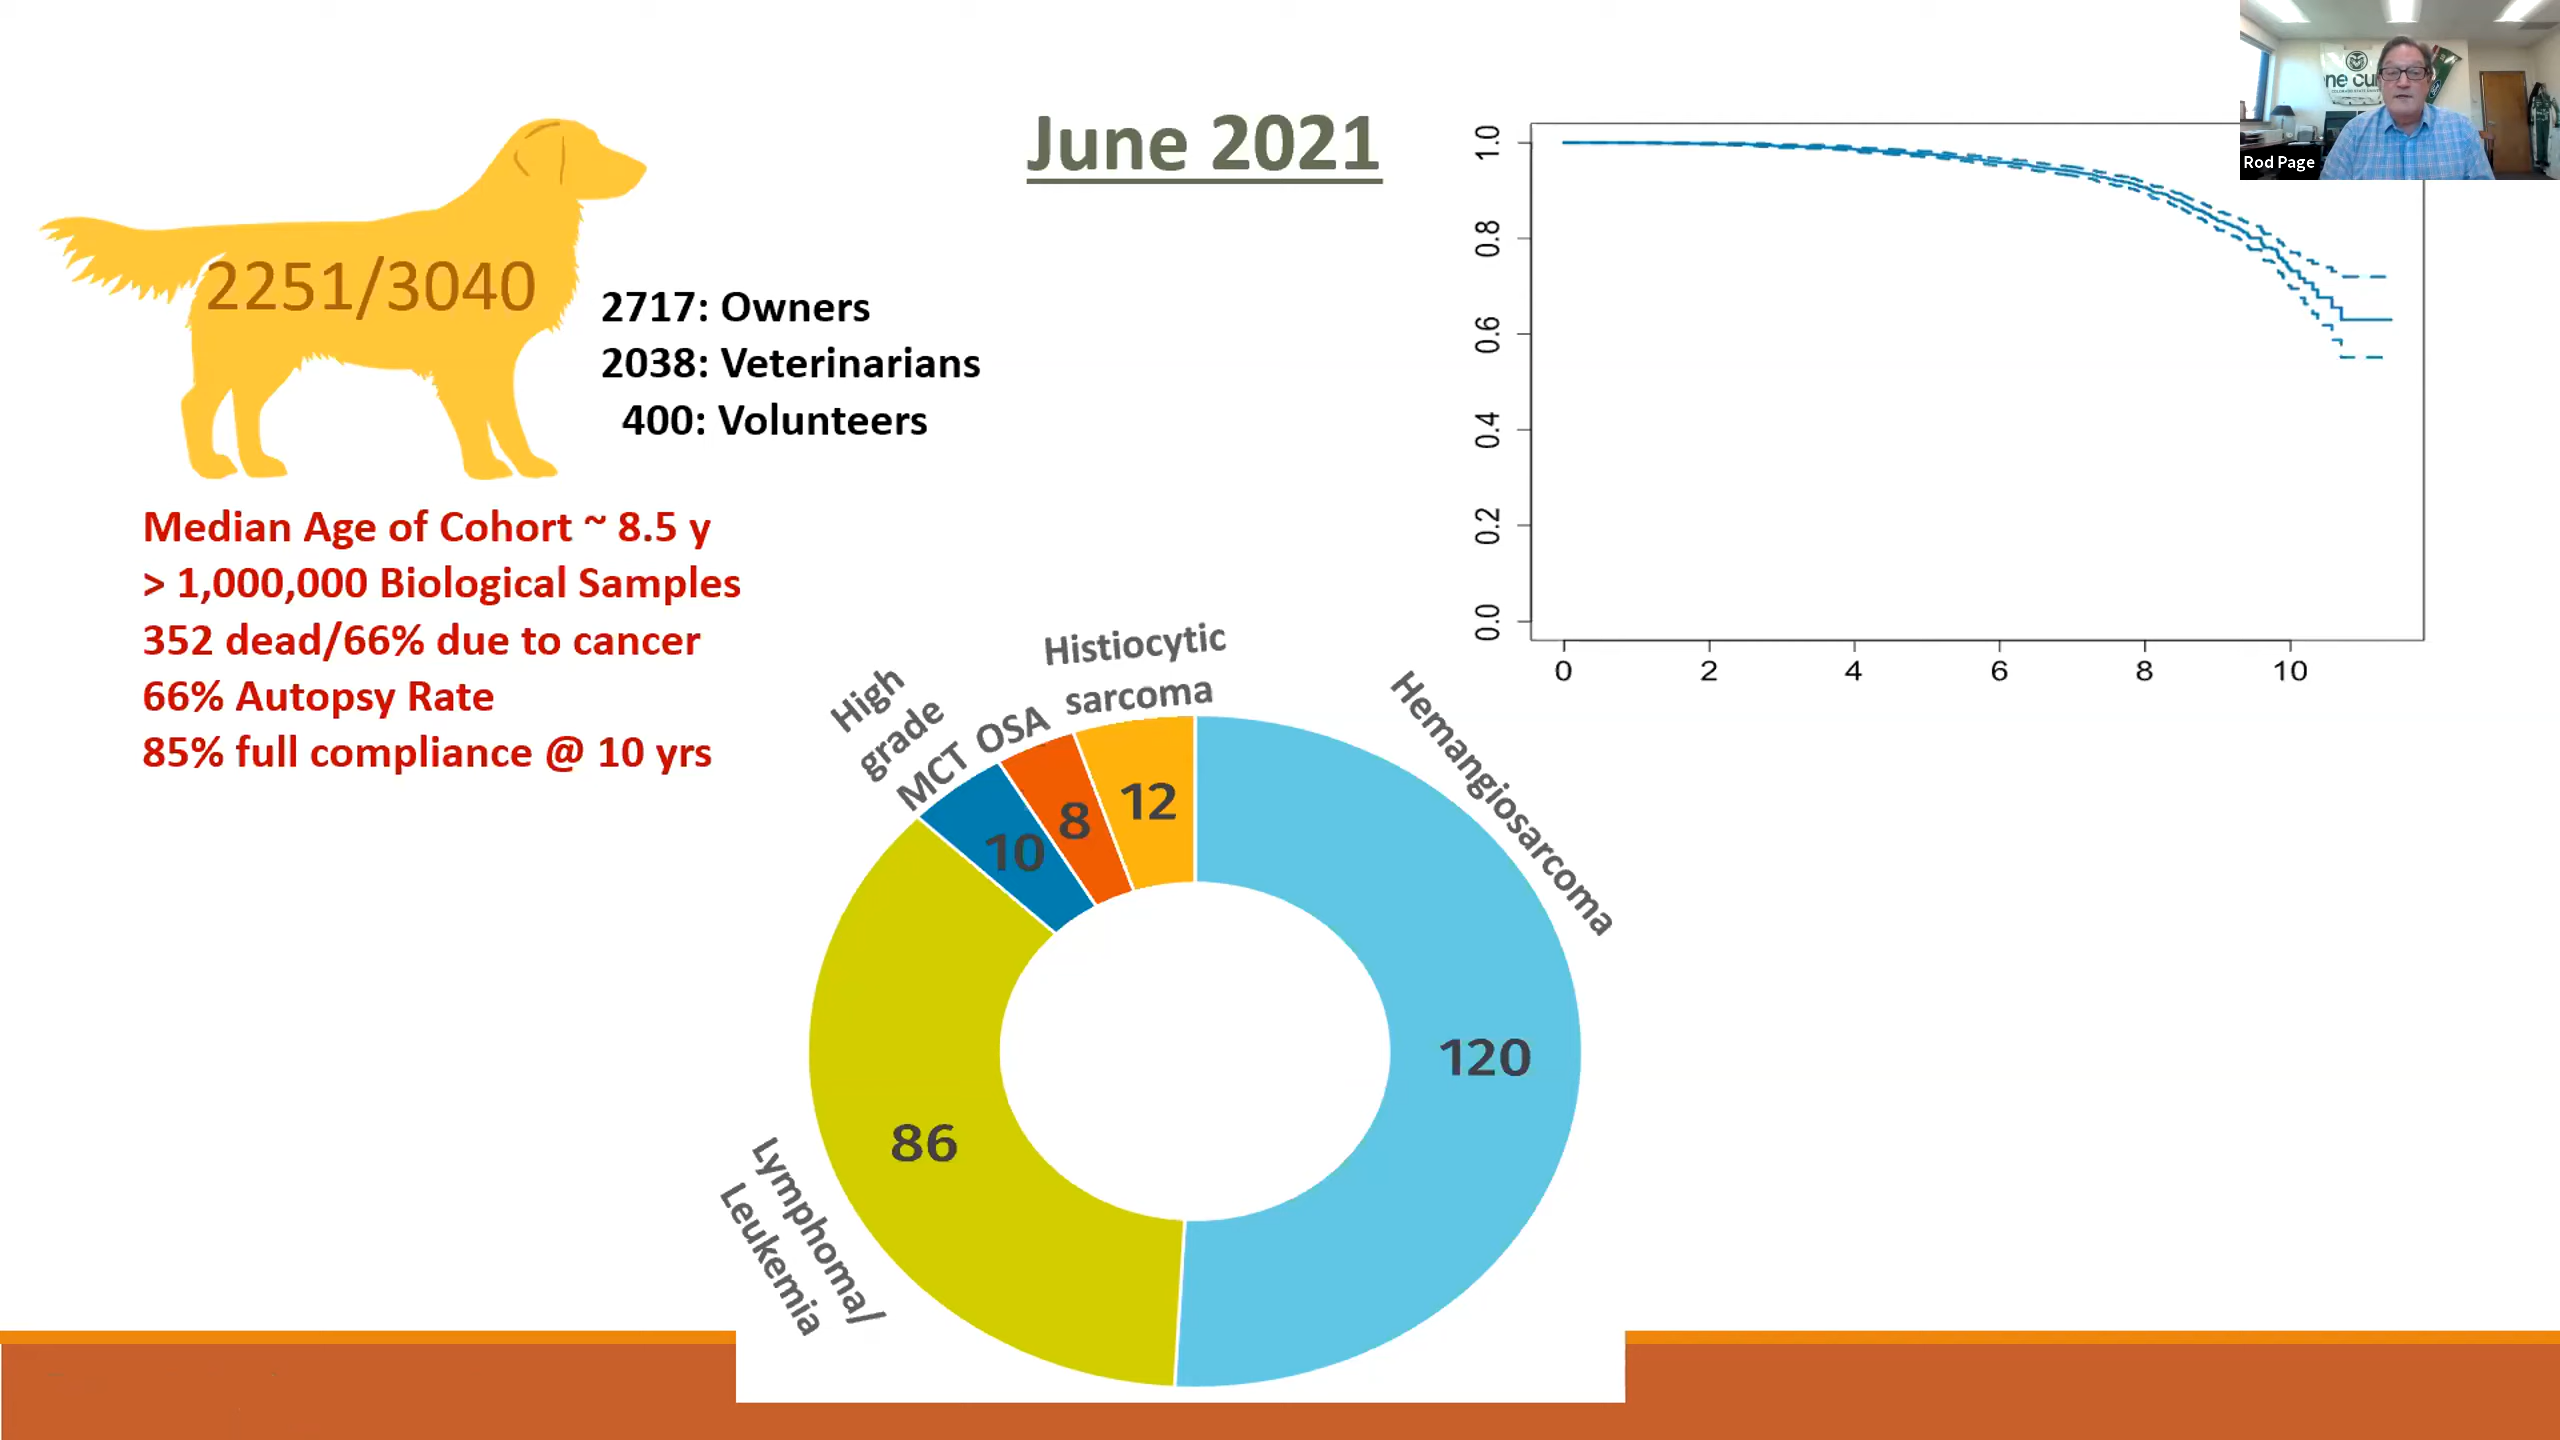 June 2021
2251/3040
2717: Owners
2038: Veterinarians
400: Volunteers
Median Age of Cohort ~ 8.5 y
> 1,000,000 Biological Samples
352 dead/66% due to cancer
66% Autopsy Rate
85% full compliance @ 10 yrs
1.0
0.8
0.6
0.4
0.2
0.0
0 2 4 6 8 10
Rod Page
ne cu
High
grade
MCT
OSA
Histiocytic
sarcoma
Hemangiosarcoma
Lymphoma/
Leukemia
10
8
12
120
86